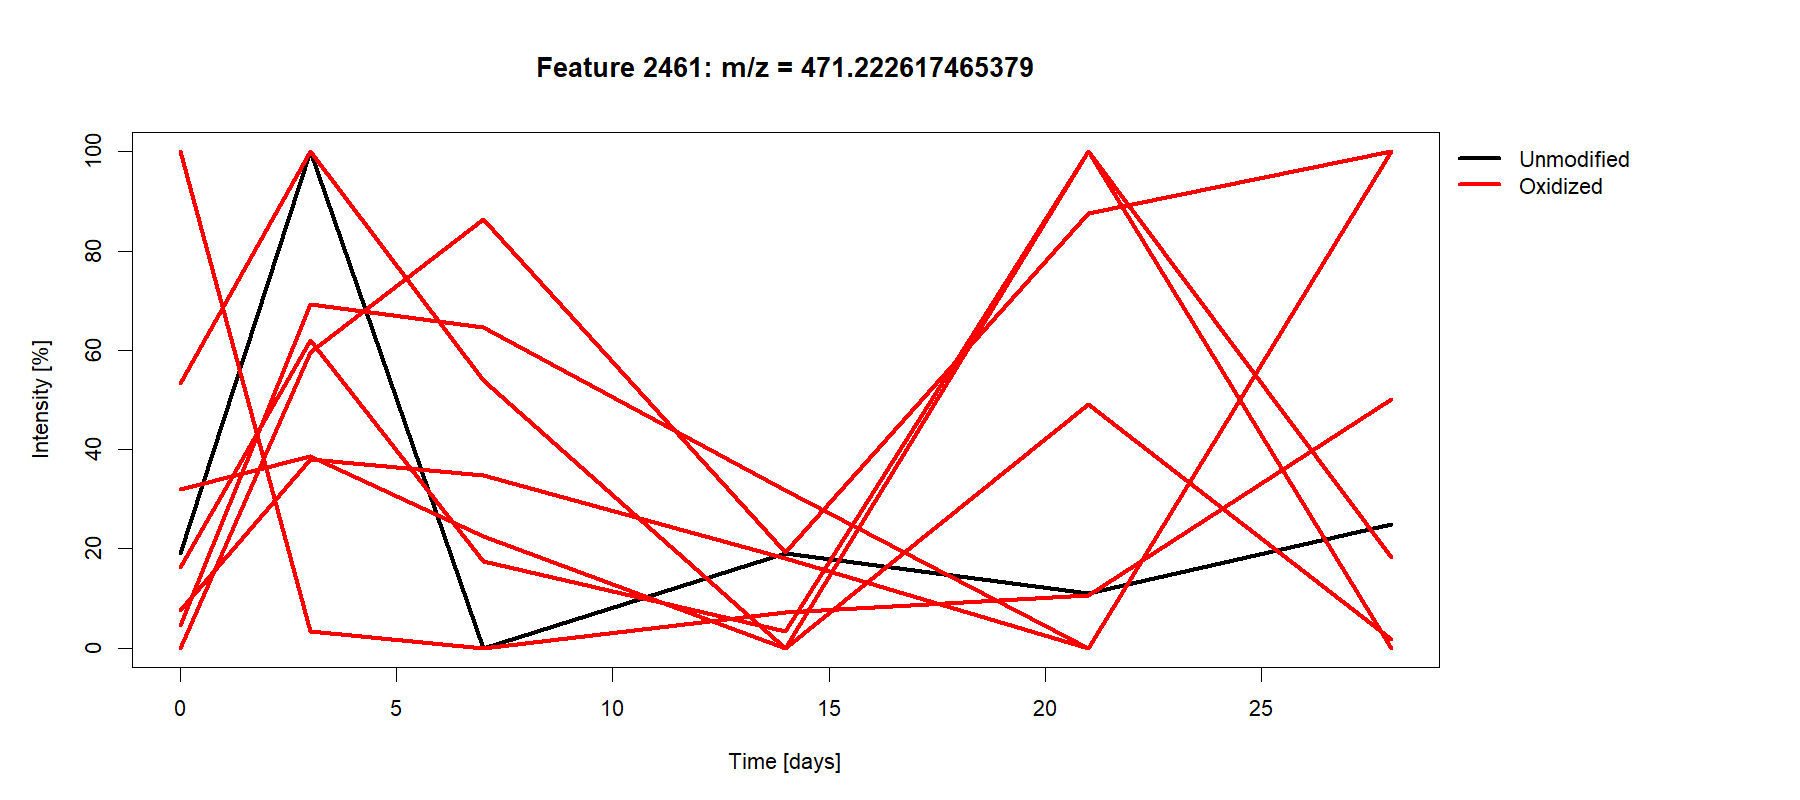 Feature 2461: m/z = 471.222617465379
Unmodified
Oxidized
Intensity [%]
100
80
60
40
20
0
0 5 10 15 20 25
Time [days]